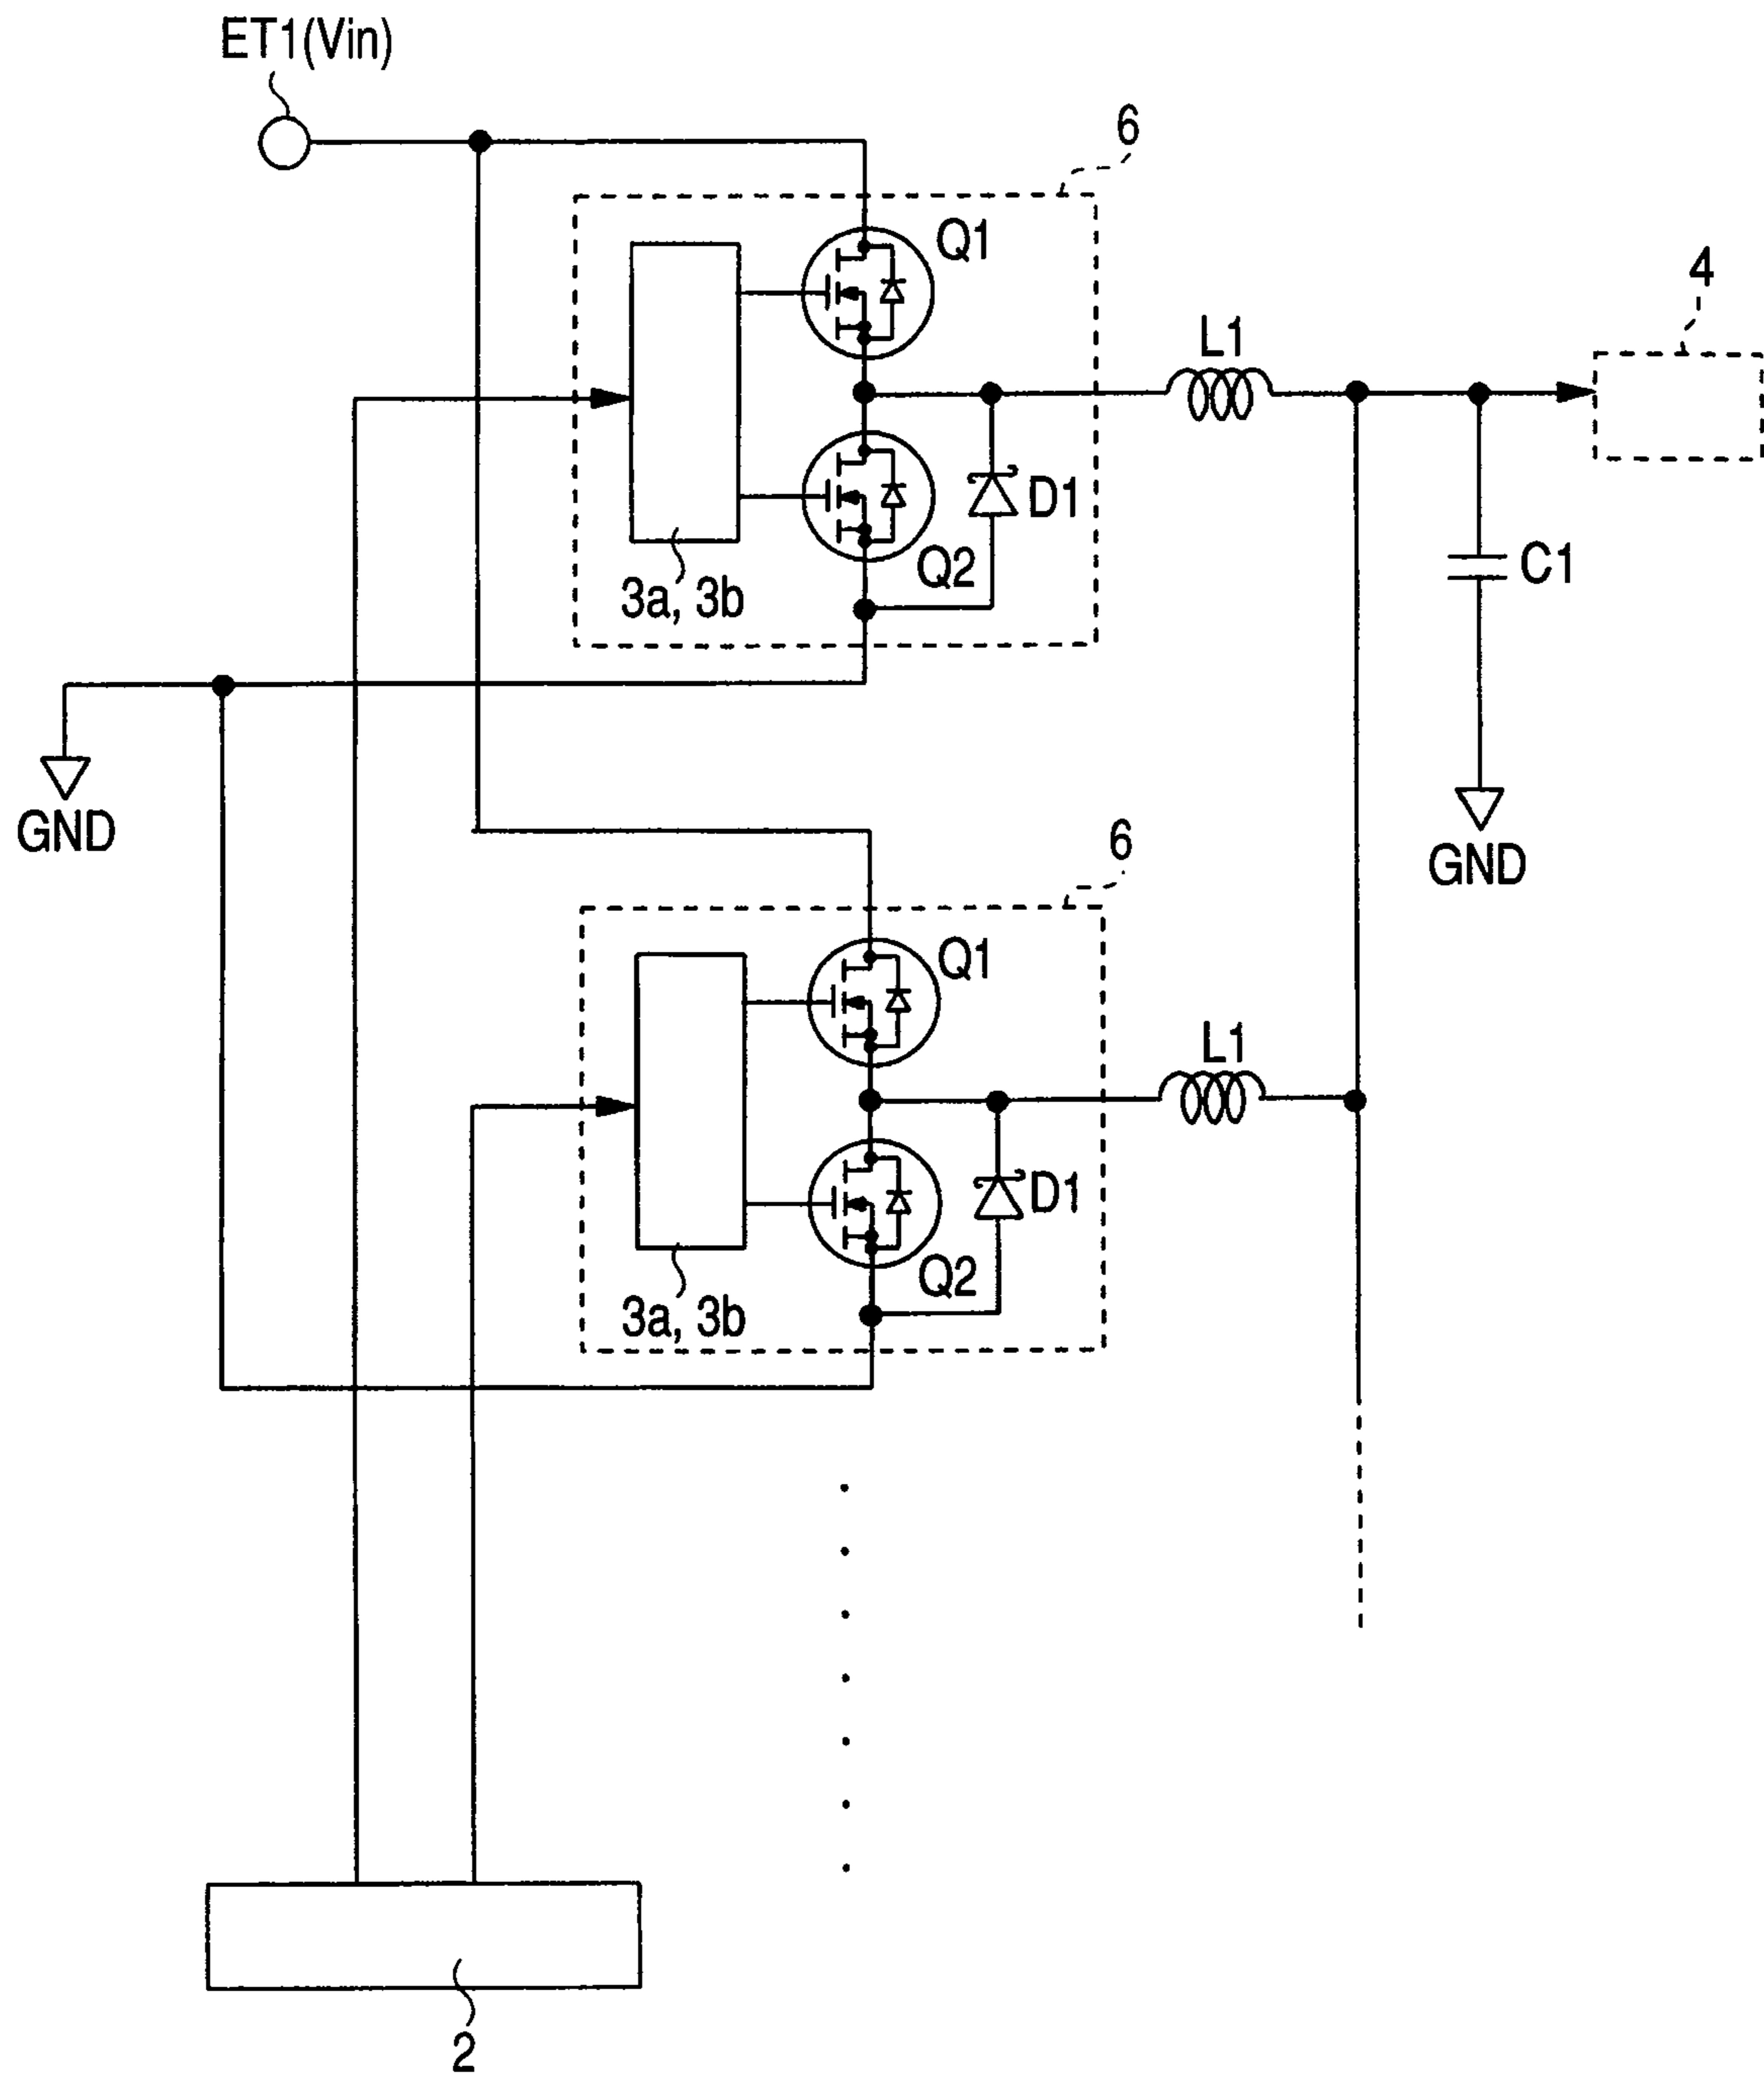 ET1(Vin)
6
Q1
4
L1
D1
Q2
C1
3a, 3b
GND
GND
6
Q1
L1
D1
Q2
3a, 3b
2